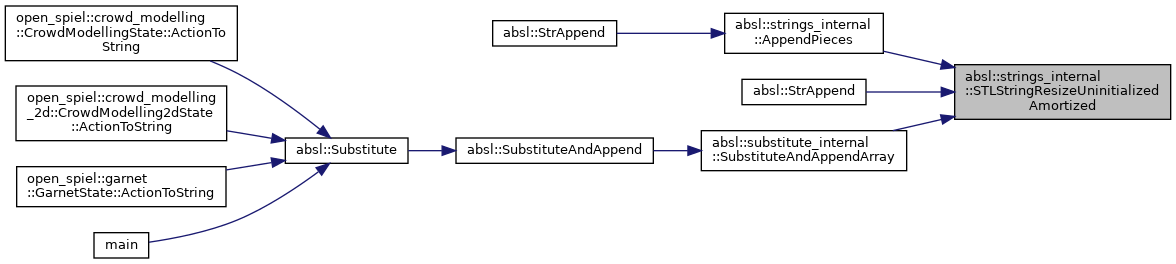 open_spiel::crowd_modelling
::CrowdModellingState::ActionTo
String
open_spiel::crowd_modelling
_2d::CrowdModelling2dState
::ActionToString
open_spiel::garnet
::GarnetState::ActionToString
main
absl::Substitute
absl::SubstituteAndAppend
absl::StrAppend
absl::strings_internal
::AppendPieces
absl::StrAppend
absl::substitute_internal
::SubstituteAndAppendArray
absl::strings_internal
::STLStringResizeUninitialized
Amortized